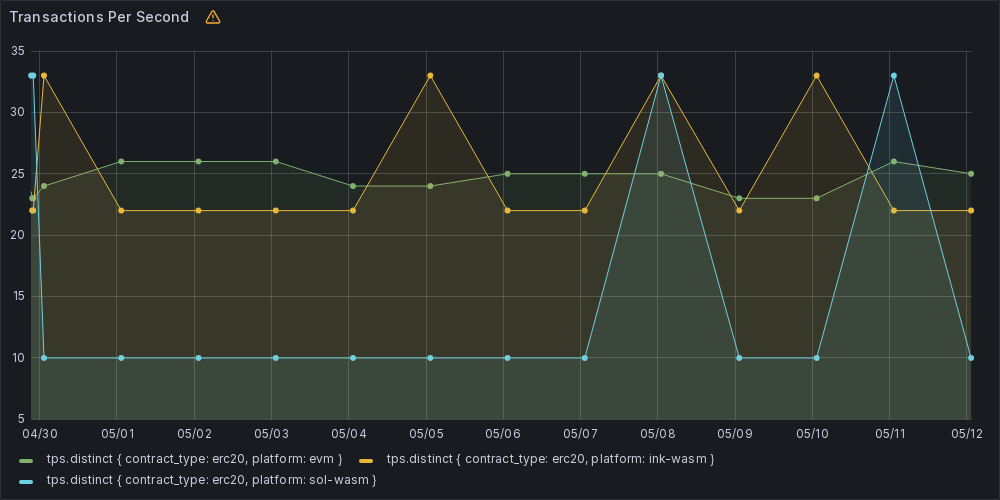 Transactions Per Second
35
30
25
20
15
10
5
04/30 05/01 05/02 05/03 05/04 05/05 05/06 05/07 05/08 05/09 05/10 05/11 05/12
tps.distinct { contract_type: erc20, platform: evm } tps.distinct { contract_type: erc20, platform: ink-wasm }
tps.distinct { contract_type: erc20, platform: sol-wasm }